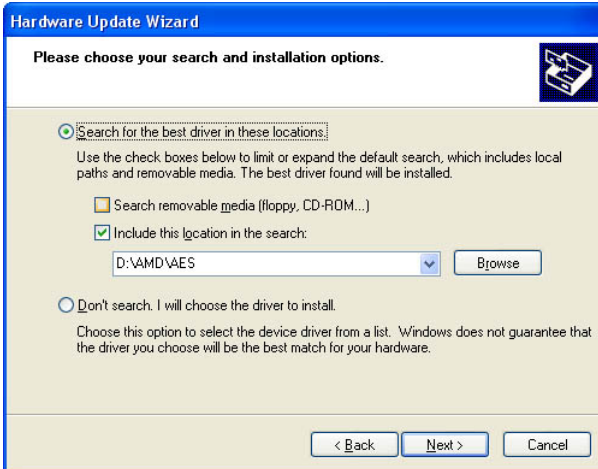 Hardware Update Wizard
Please choose your search and installation options.
Search for the best driver in these locations.
Use the check boxes below to limit or expand the default search, which includes local
paths and removable media. The best driver found will be installed.
Search removable media (floppy, CD-ROM...)
Include this location in the search:
D:\AMD\AES
Browse
Don't search. I will choose the driver to install.
Choose this option to select the device driver from a list. Windows does not guarantee that
the driver you choose will be the best match for your hardware.
< Back
Next >
Cancel